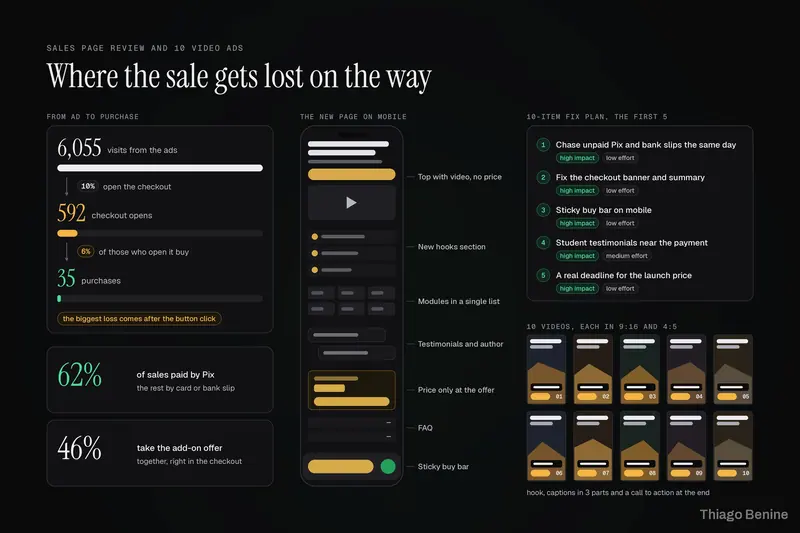 SALES PAGE REVIEW AND 10 VIDEO ADS
Where the sale gets lost on the way
FROM AD TO PURCHASE
6,055 visits from the ads
10% open the checkout
592 checkout opens
6% of those who open it buy
35 purchases
the biggest loss comes after the button click
62% of sales paid by Pix
the rest by card or bank slip
46% take the add-on offer
together, right in the checkout
THE NEW PAGE ON MOBILE
Top with video, no price
New hooks section
Modules in a single list
Testimonials and author
Price only at the offer
FAQ
Sticky buy bar
10-ITEM FIX PLAN, THE FIRST 5
1 Chase unpaid Pix and bank slips the same day
high impact low effort
2 Fix the checkout banner and summary
high impact low effort
3 Sticky buy bar on mobile
high impact low effort
4 Student testimonials near the payment
high impact medium effort
5 A real deadline for the launch price
high impact low effort
10 VIDEOS, EACH IN 9:16 AND 4:5
01 02 03 04 05
06 07 08 09 10
hook, captions in 3 parts and a call to action at the end
Thiago Benine